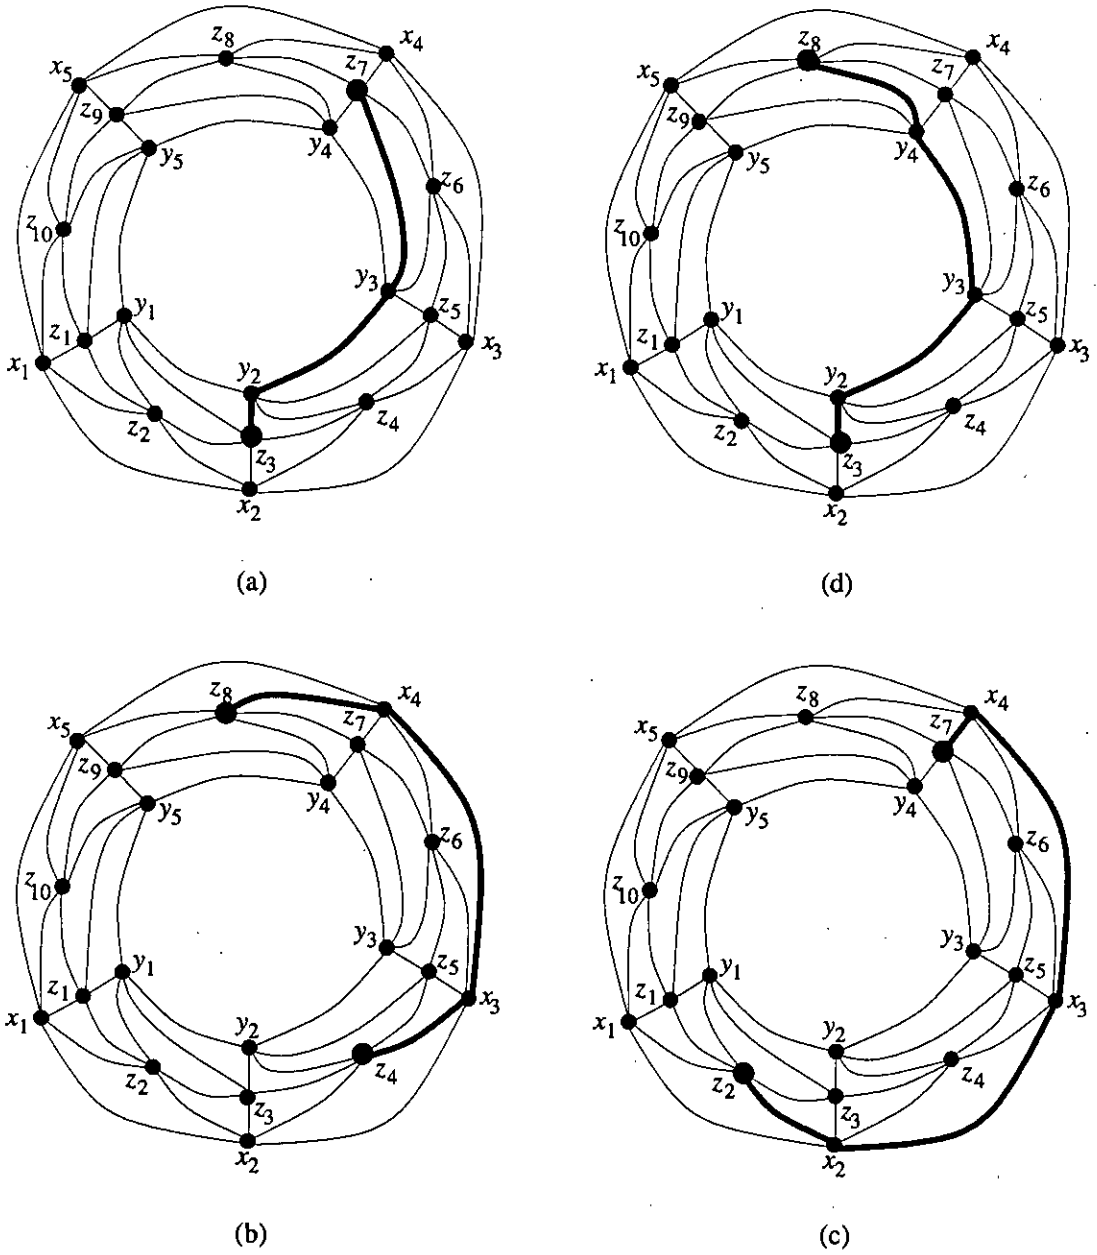 z8 x4 z8 x4
x5 z7 x5 z7
z9 z9
y5 y4 y5 y4
z6 z6
z10 z10
y3 y3
y1 z5 y1 z5
z1 z1
x1 y2 x3 x1 y2 x3
z2 z4 z2 z4
z3 z3
x2 x2
(a) (d)
z8 x4 z8 x4
x5 z7 x5 z7
z9 z9
y5 y4 y5 y4
z6 z6
z10 z10
y3 y3
y1 z5 y1 z5
z1 z1
x1 y2 x3 x1 y2 x3
z2 z4 z2 z4
z3 z3
x2 x2
(b) (c)